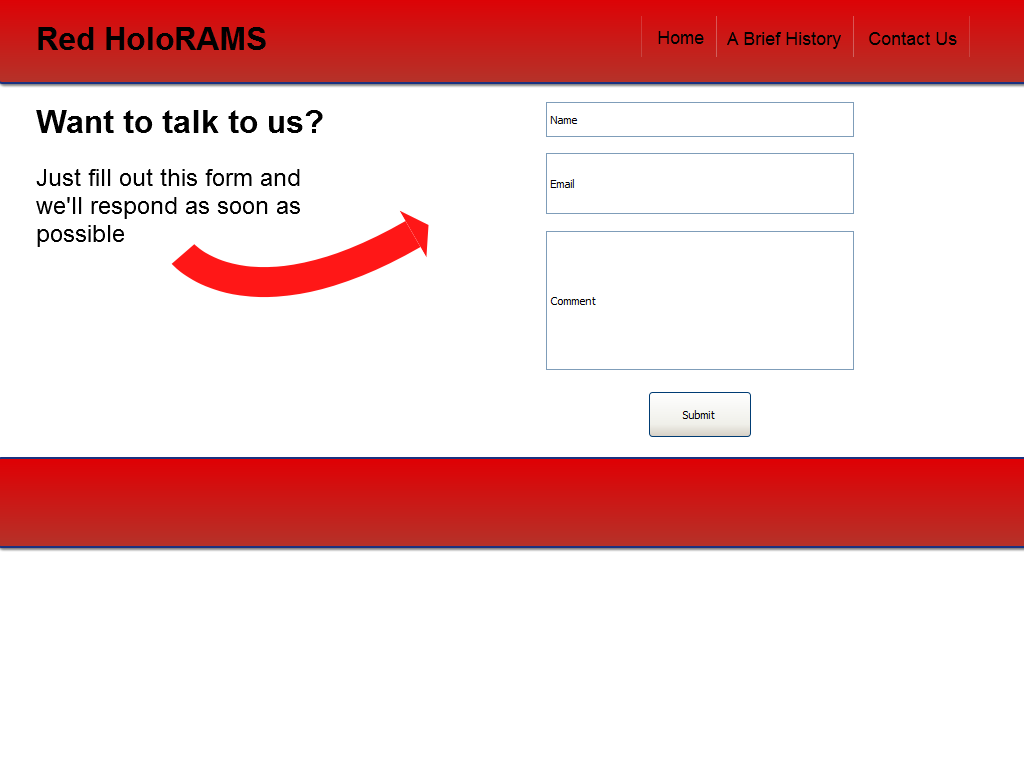 Red HoloRAMS
Home
A Brief History
Contact Us
Want to talk to us?
Just fill out this form and
we'll respond as soon as
possible
Name
Email
Comment
Submit